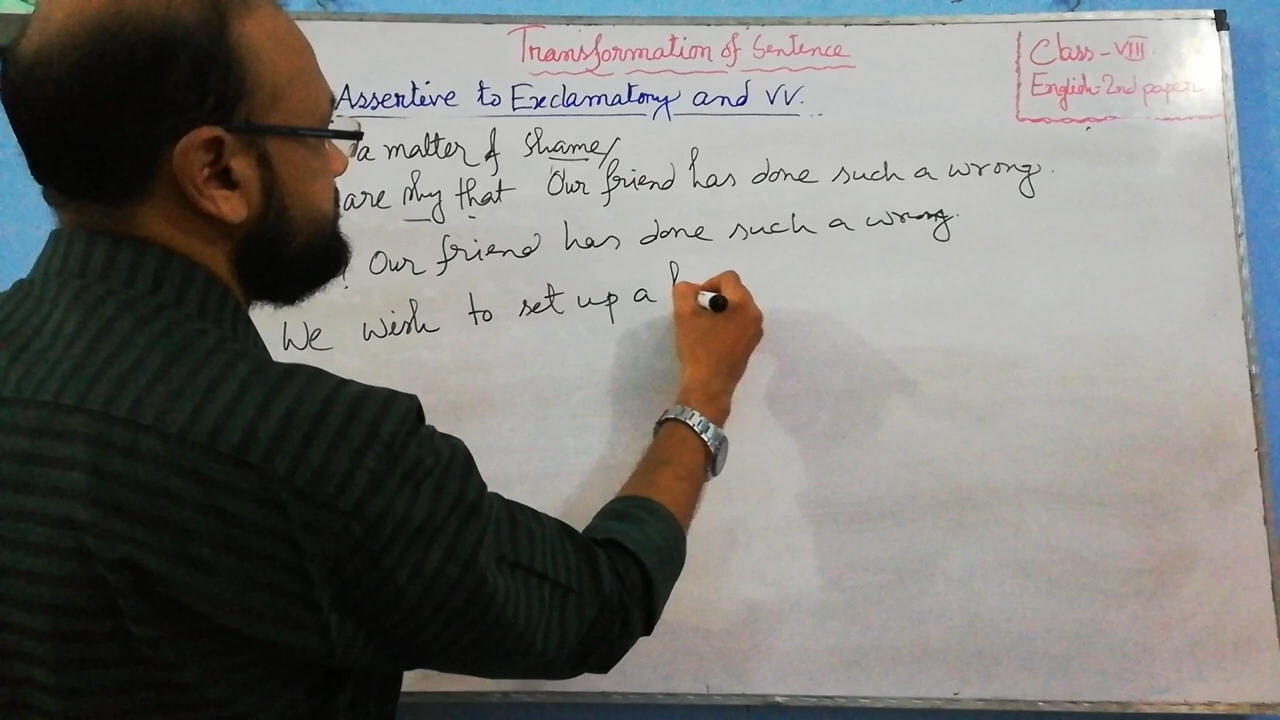 Transformation of Sentence
Class-VIII
English-2nd paper
Assertive to Exclamatory and VV.
a matter of shame/
are shy that Our friend has done such a wrong.
! Our friend has done such a wrong.
We wish to set up a